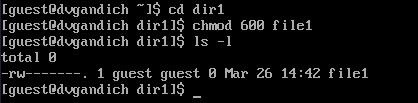 [guest@dvgandich ~]$ cd dir1
[guest@dvgandich dir1]$ chmod 600 file1
[guest@dvgandich dir1]$ ls -l
total 0
-rw-------. 1 guest guest 0 Mar 26 14:42 file1
[guest@dvgandich dir1]$ _